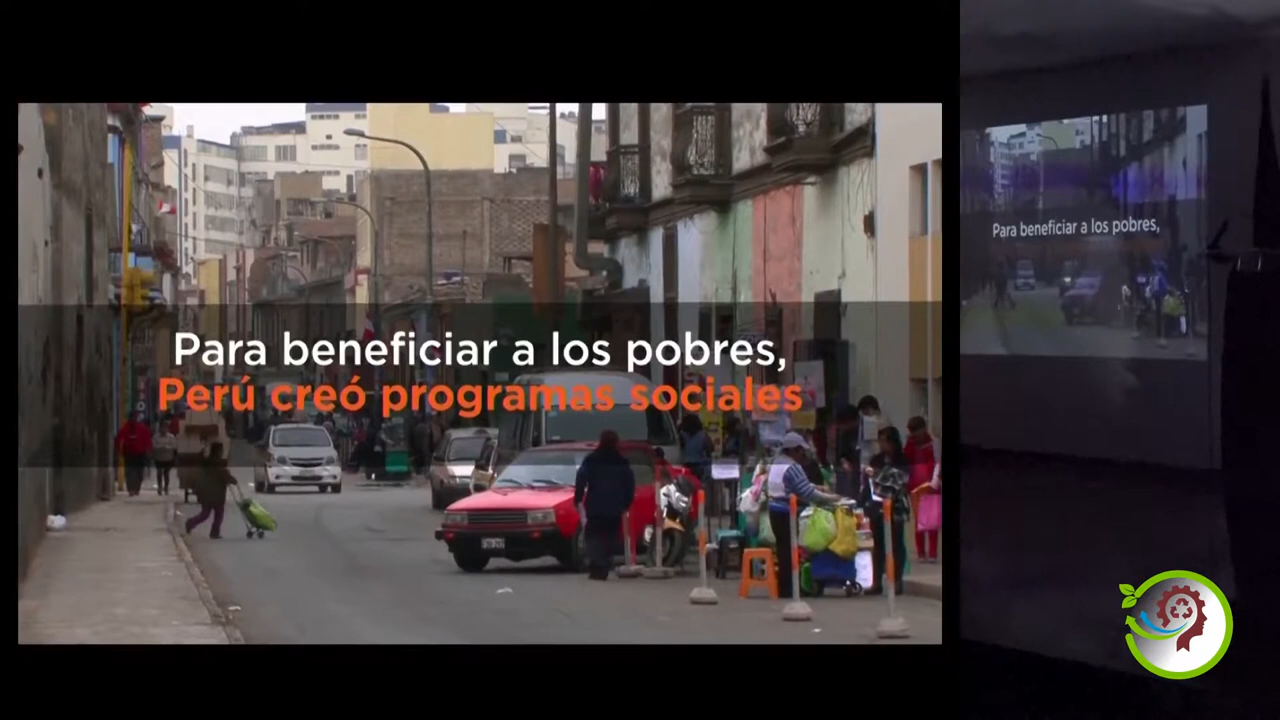 Para beneficiar a los pobres,
Perú creó programas sociales
Para beneficiar a los pobres,